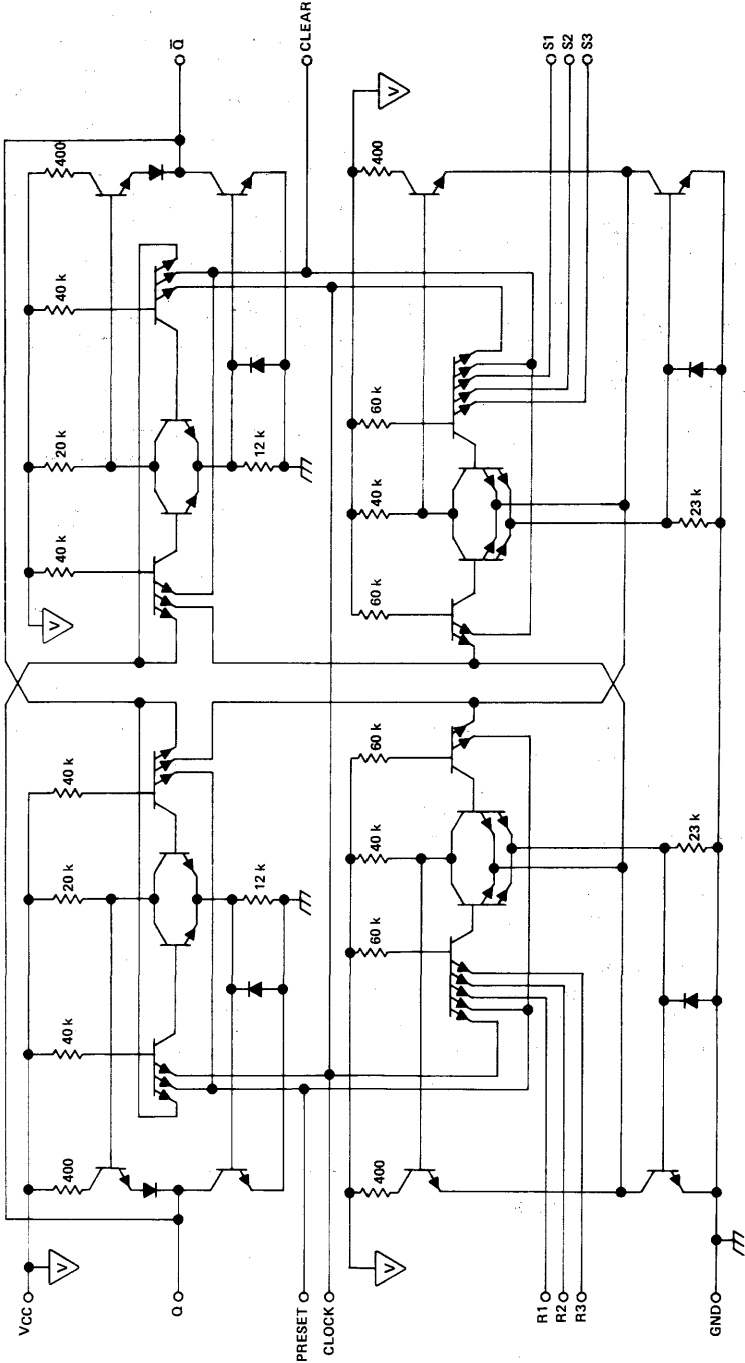 VCC
V
V
400
40 k
20 k
40 k
40 k
20 k
40 k
400
Q
Q̅
12 k
12 k
PRESET
CLEAR
CLOCK
V
V
400
60 k
40 k
60 k
60 k
40 k
60 k
400
R1
S1
R2
S2
R3
S3
23 k
23 k
GND